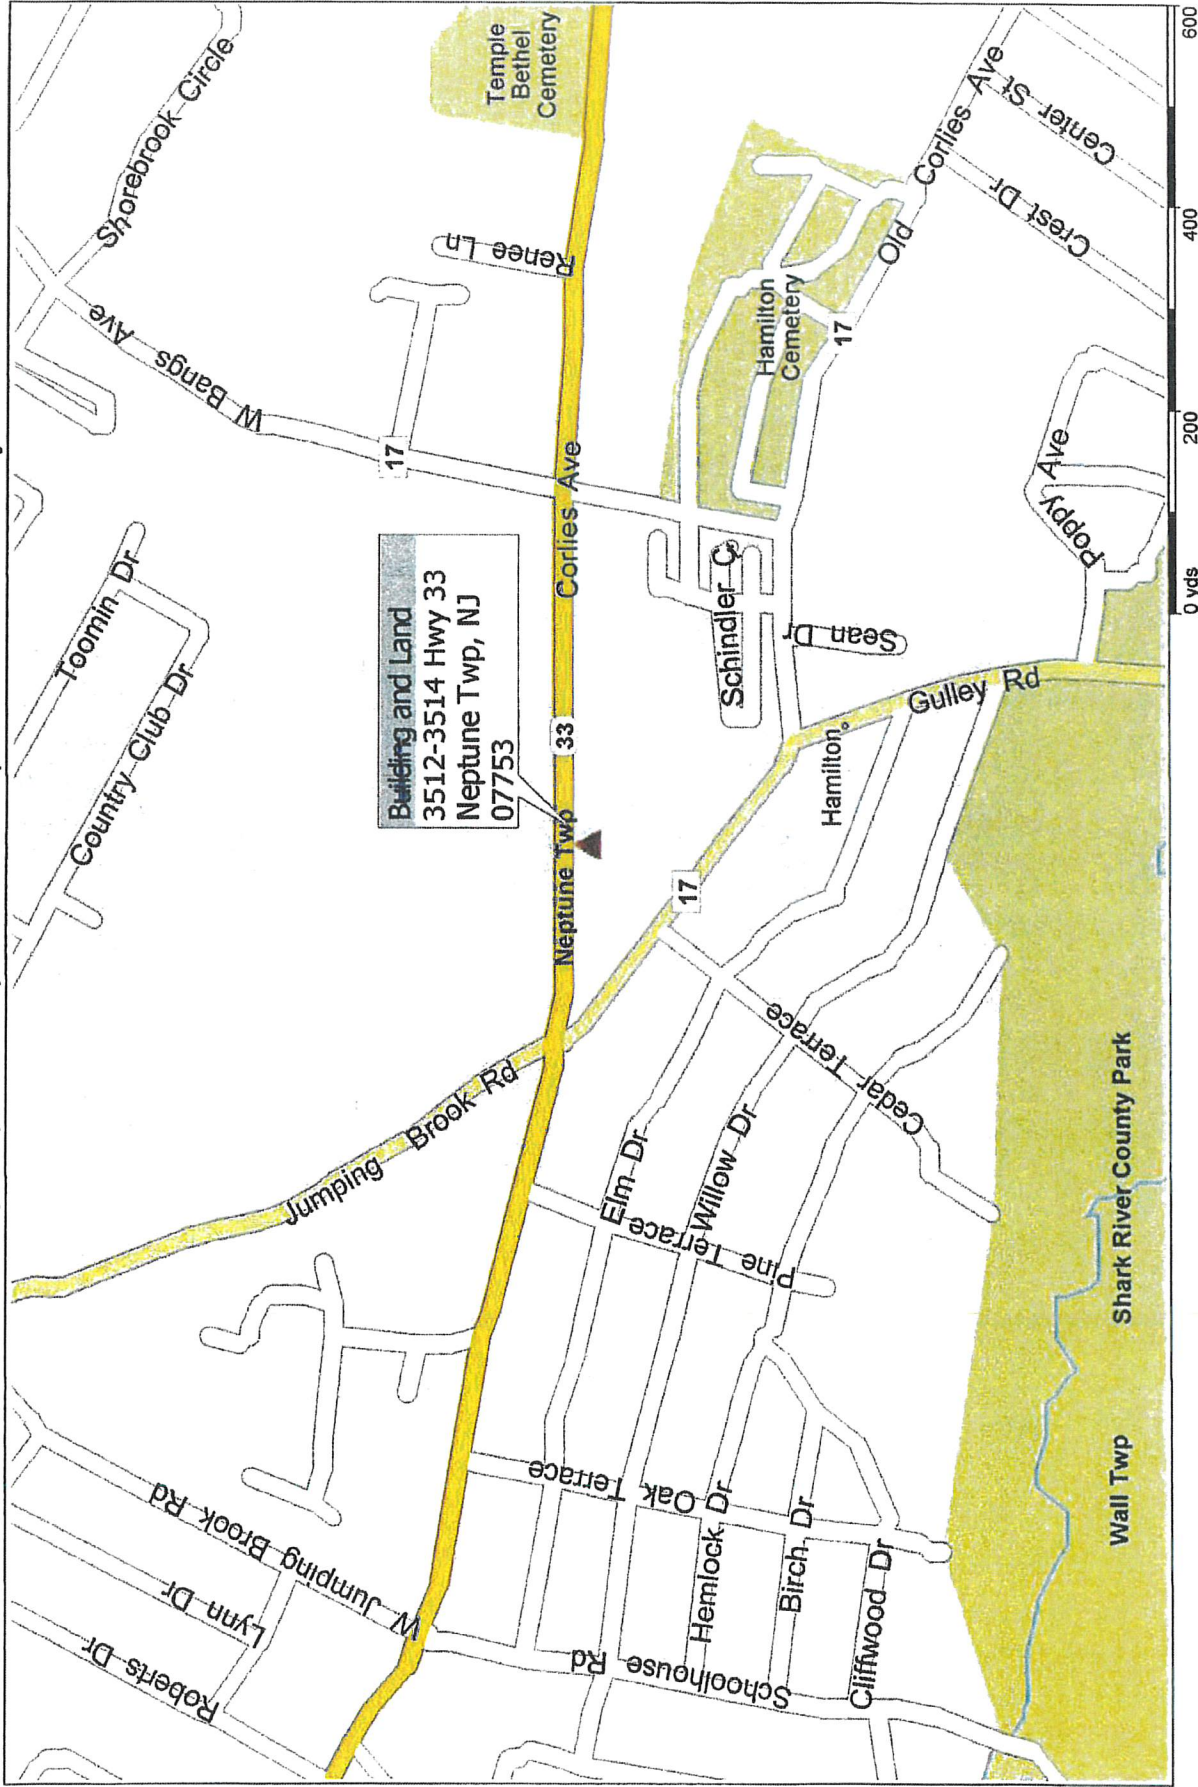 Shorebrook Circle
Temple
Bethel
Cemetery
Renee Ln
W Bangs Ave
17
Corlies Ave
Toomin Dr
Country Club Dr
Building and Land
3512-3514 Hwy 33
Neptune Twp, NJ
07753
33
Neptune Twp
Hamilton
Cemetery
17
Old Corlies Ave
Crest Dr
Center St
Schindler Ct
Sean Dr
Poppy Ave
Gulley Rd
Hamilton
17
Jumping Brook Rd
Elm Dr
Willow Dr
Cedar Terrace
Pine Terrace
Oak Terrace
Hemlock Dr
Birch Dr
Cliffwood Dr
Schoolhouse Rd
W Jumping Brook Rd
Lynn Dr
Roberts Dr
Wall Twp
Shark River County Park
0 yds
200
400
600